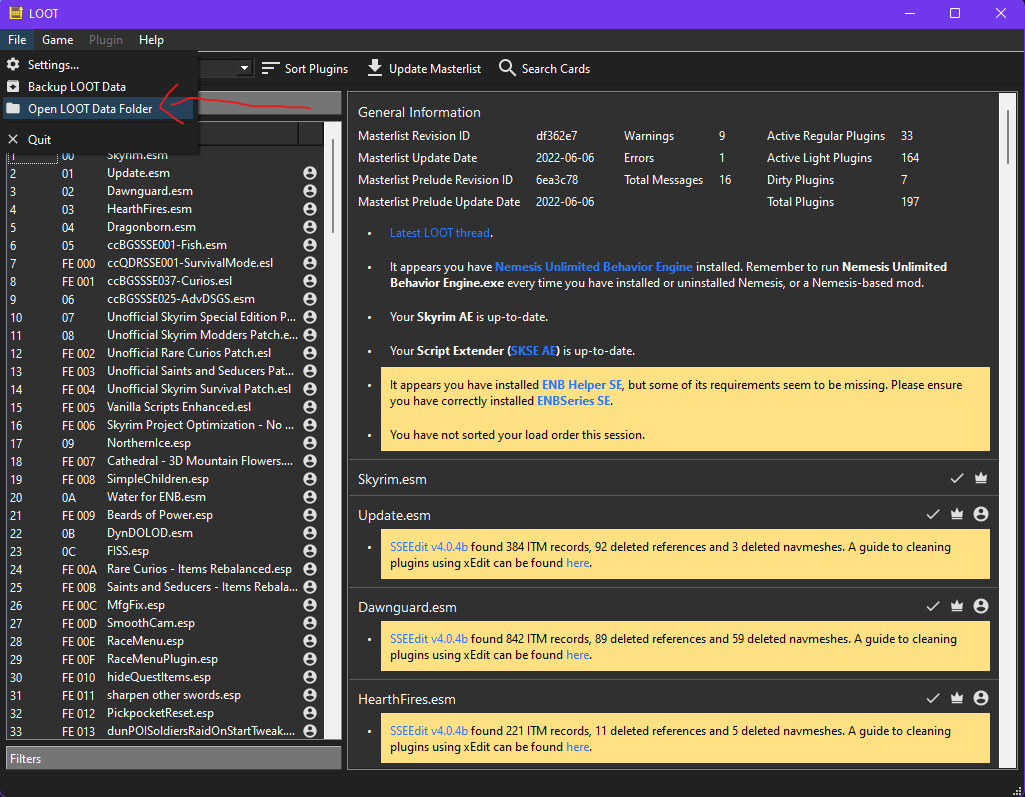 LOOT
File Game Plugin Help
Settings...
Backup LOOT Data
Open LOOT Data Folder
Quit
Sort Plugins Update Masterlist Search Cards
1 00 Skyrim.esm
2 01 Update.esm
3 02 Dawnguard.esm
4 03 HearthFires.esm
5 04 Dragonborn.esm
6 05 ccBGSSSE001-Fish.esm
7 FE 000 ccQDRSSE001-SurvivalMode.esl
8 FE 001 ccBGSSSE037-Curios.esl
9 06 ccBGSSSE025-AdvDSGS.esm
10 07 Unofficial Skyrim Special Edition P...
11 08 Unofficial Skyrim Modders Patch.e...
12 FE 002 Unofficial Rare Curios Patch.esl
13 FE 003 Unofficial Saints and Seducers Pat...
14 FE 004 Unofficial Skyrim Survival Patch.esl
15 FE 005 Vanilla Scripts Enhanced.esl
16 FE 006 Skyrim Project Optimization - No ...
17 09 NorthernIce.esp
18 FE 007 Cathedral - 3D Mountain Flowers....
19 FE 008 SimpleChildren.esp
20 0A Water for ENB.esm
21 FE 009 Beards of Power.esp
22 0B DynDOLOD.esm
23 0C FISS.esp
24 FE 00A Rare Curios - Items Rebalanced.esp
25 FE 00B Saints and Seducers - Items Rebala...
26 FE 00C MfgFix.esp
27 FE 00D SmoothCam.esp
28 FE 00E RaceMenu.esp
29 FE 00F RaceMenuPlugin.esp
30 FE 010 hideQuestItems.esp
31 FE 011 sharpen other swords.esp
32 FE 012 PickpocketReset.esp
33 FE 013 dunPOISoldiersRaidOnStartTweak....
Filters
General Information
Masterlist Revision ID df362e7 Warnings 9 Active Regular Plugins 33
Masterlist Update Date 2022-06-06 Errors 1 Active Light Plugins 164
Masterlist Prelude Revision ID 6ea3c78 Total Messages 16 Dirty Plugins 7
Masterlist Prelude Update Date 2022-06-06 Total Plugins 197
• Latest LOOT thread.
• It appears you have Nemesis Unlimited Behavior Engine installed. Remember to run Nemesis Unlimited
Behavior Engine.exe every time you have installed or uninstalled Nemesis, or a Nemesis-based mod.
• Your Skyrim AE is up-to-date.
• Your Script Extender (SKSE AE) is up-to-date.
• It appears you have installed ENB Helper SE, but some of its requirements seem to be missing. Please ensure
you have correctly installed ENBSeries SE.
• You have not sorted your load order this session.
Skyrim.esm
Update.esm
• SSEEdit v4.0.4b found 384 ITM records, 92 deleted references and 3 deleted navmeshes. A guide to cleaning
plugins using xEdit can be found here.
Dawnguard.esm
• SSEEdit v4.0.4b found 842 ITM records, 89 deleted references and 59 deleted navmeshes. A guide to cleaning
plugins using xEdit can be found here.
HearthFires.esm
• SSEEdit v4.0.4b found 221 ITM records, 11 deleted references and 5 deleted navmeshes. A guide to cleaning
plugins using xEdit can be found here.